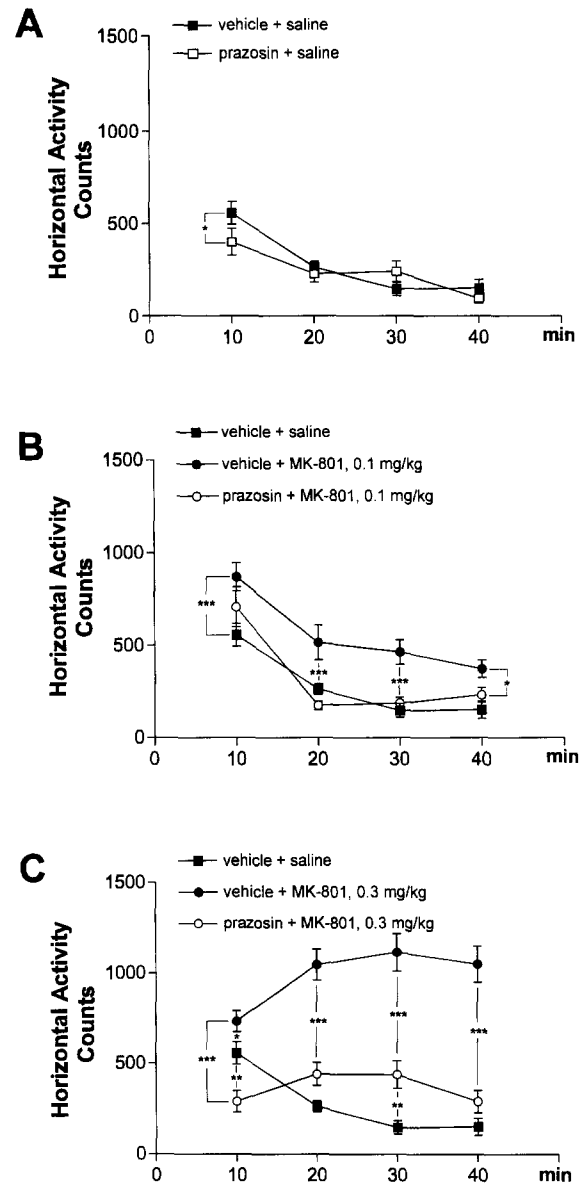 A
vehicle + saline
prazosin + saline
1500
1000
500
0
Horizontal Activity
Counts
*
0 10 20 30 40 min
B
vehicle + saline
vehicle + MK-801, 0.1 mg/kg
prazosin + MK-801, 0.1 mg/kg
1500
1000
500
0
Horizontal Activity
Counts
***
***
***
*
0 10 20 30 40 min
C
vehicle + saline
vehicle + MK-801, 0.3 mg/kg
prazosin + MK-801, 0.3 mg/kg
1500
1000
500
0
Horizontal Activity
Counts
***
*
**
***
***
**
***
0 10 20 30 40 min